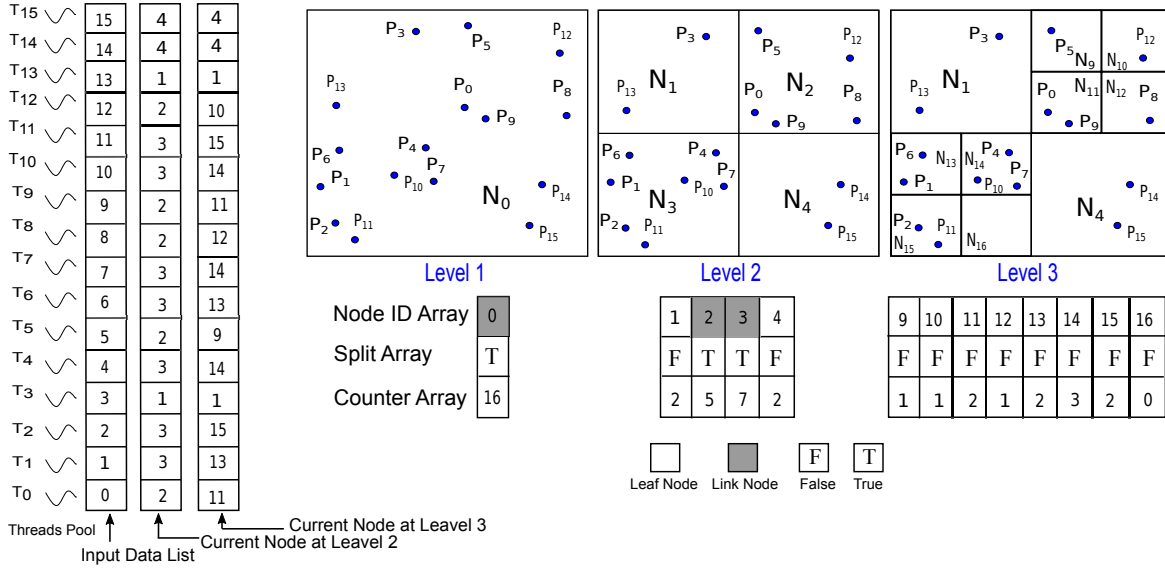 T15 15 4 4
T14 14 4 4
T13 13 1 1
T12 12 2 10
T11 11 3 15
T10 10 3 14
T9 9 2 11
T8 8 2 12
T7 7 3 14
T6 6 3 13
T5 5 2 9
T4 4 3 14
T3 3 1 1
T2 2 3 15
T1 1 3 13
T0 0 2 11
Threads Pool
Input Data List
Current Node at Leavel 2
Current Node at Leavel 3
P3 P5 P12
P13 P0 P9 P8
P6 P4 P7
P1 P10 N0 P14
P2 P11 P15
Level 1
P3 P5 P12
N1 N2
P13 P0 P9 P8
P6 P4 P7
P1 P10 N3 N4 P14
P2 P11 P15
Level 2
P3 P5 N9 N10 P12
N1 N11 N12
P13 P0 P9 P8
P6 N13 N14 P4 P7
P1 P10 N4 P14
P2 P11 P15
N15 N16
Level 3
Node ID Array 0
Split Array T
Counter Array 16
1 2 3 4
F T T F
2 5 7 2
9 10 11 12 13 14 15 16
F F F F F F F F
1 1 2 1 2 3 2 0
F T
Leaf Node Link Node False True